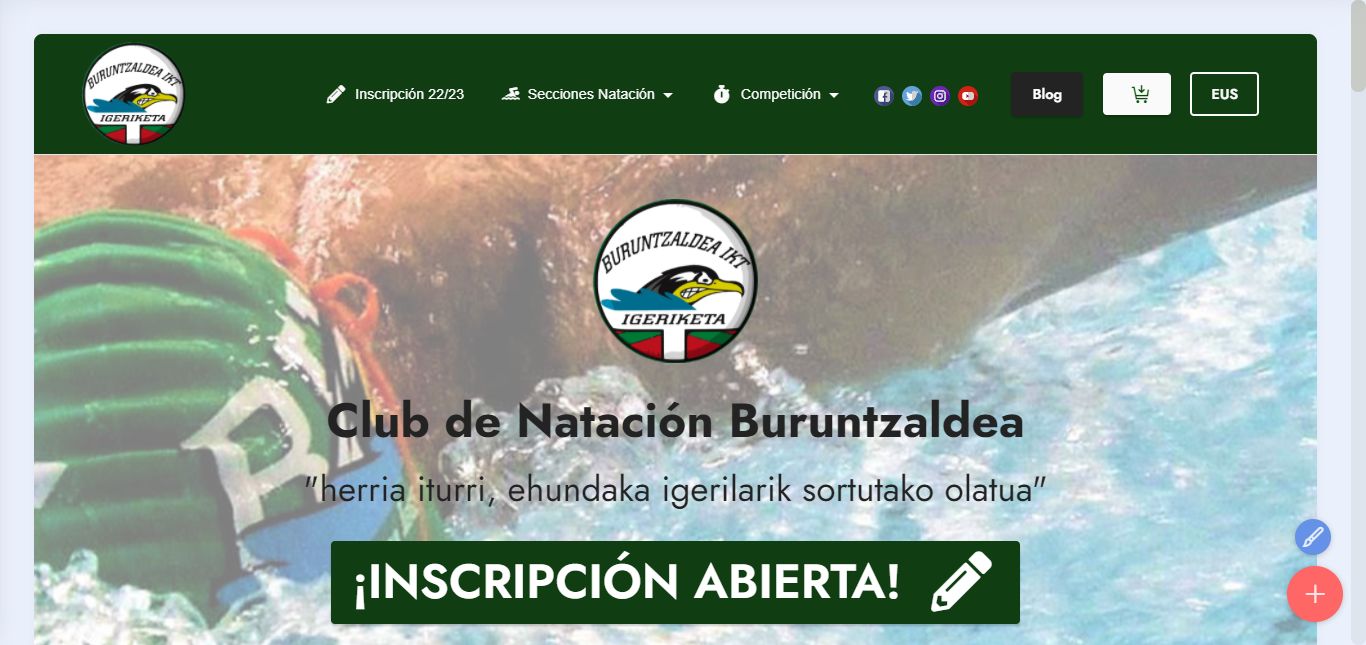 BURUNTZALDEA IKT
IGERIKETA
Inscripción 22/23
Secciones Natación
Competición
Blog
EUS
BURUNTZALDEA IKT
IGERIKETA
Club de Natación Buruntzaldea
"herria iturri, ehundaka igerilarik sortutako olatua"
¡INSCRIPCIÓN ABIERTA!